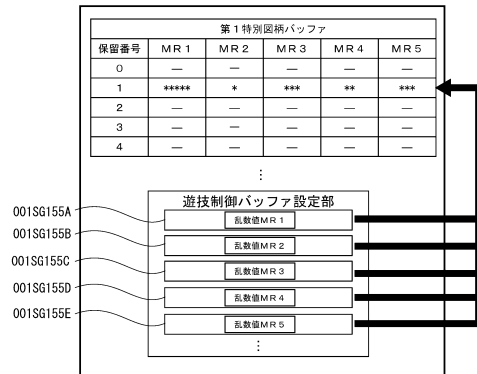 第１特別図柄バッファ
保留番号 ＭＲ１ ＭＲ２ ＭＲ３ ＭＲ４ ＭＲ５
０ ― ― ― ― ―
１ ***** * *** ** ***
２ ― ― ― ― ―
３ ― ― ― ― ―
４ ― ― ― ― ―
⋮
遊技制御バッファ設定部
001SG155A 乱数値ＭＲ１
001SG155B 乱数値ＭＲ２
001SG155C 乱数値ＭＲ３
001SG155D 乱数値ＭＲ４
001SG155E 乱数値ＭＲ５
⋮